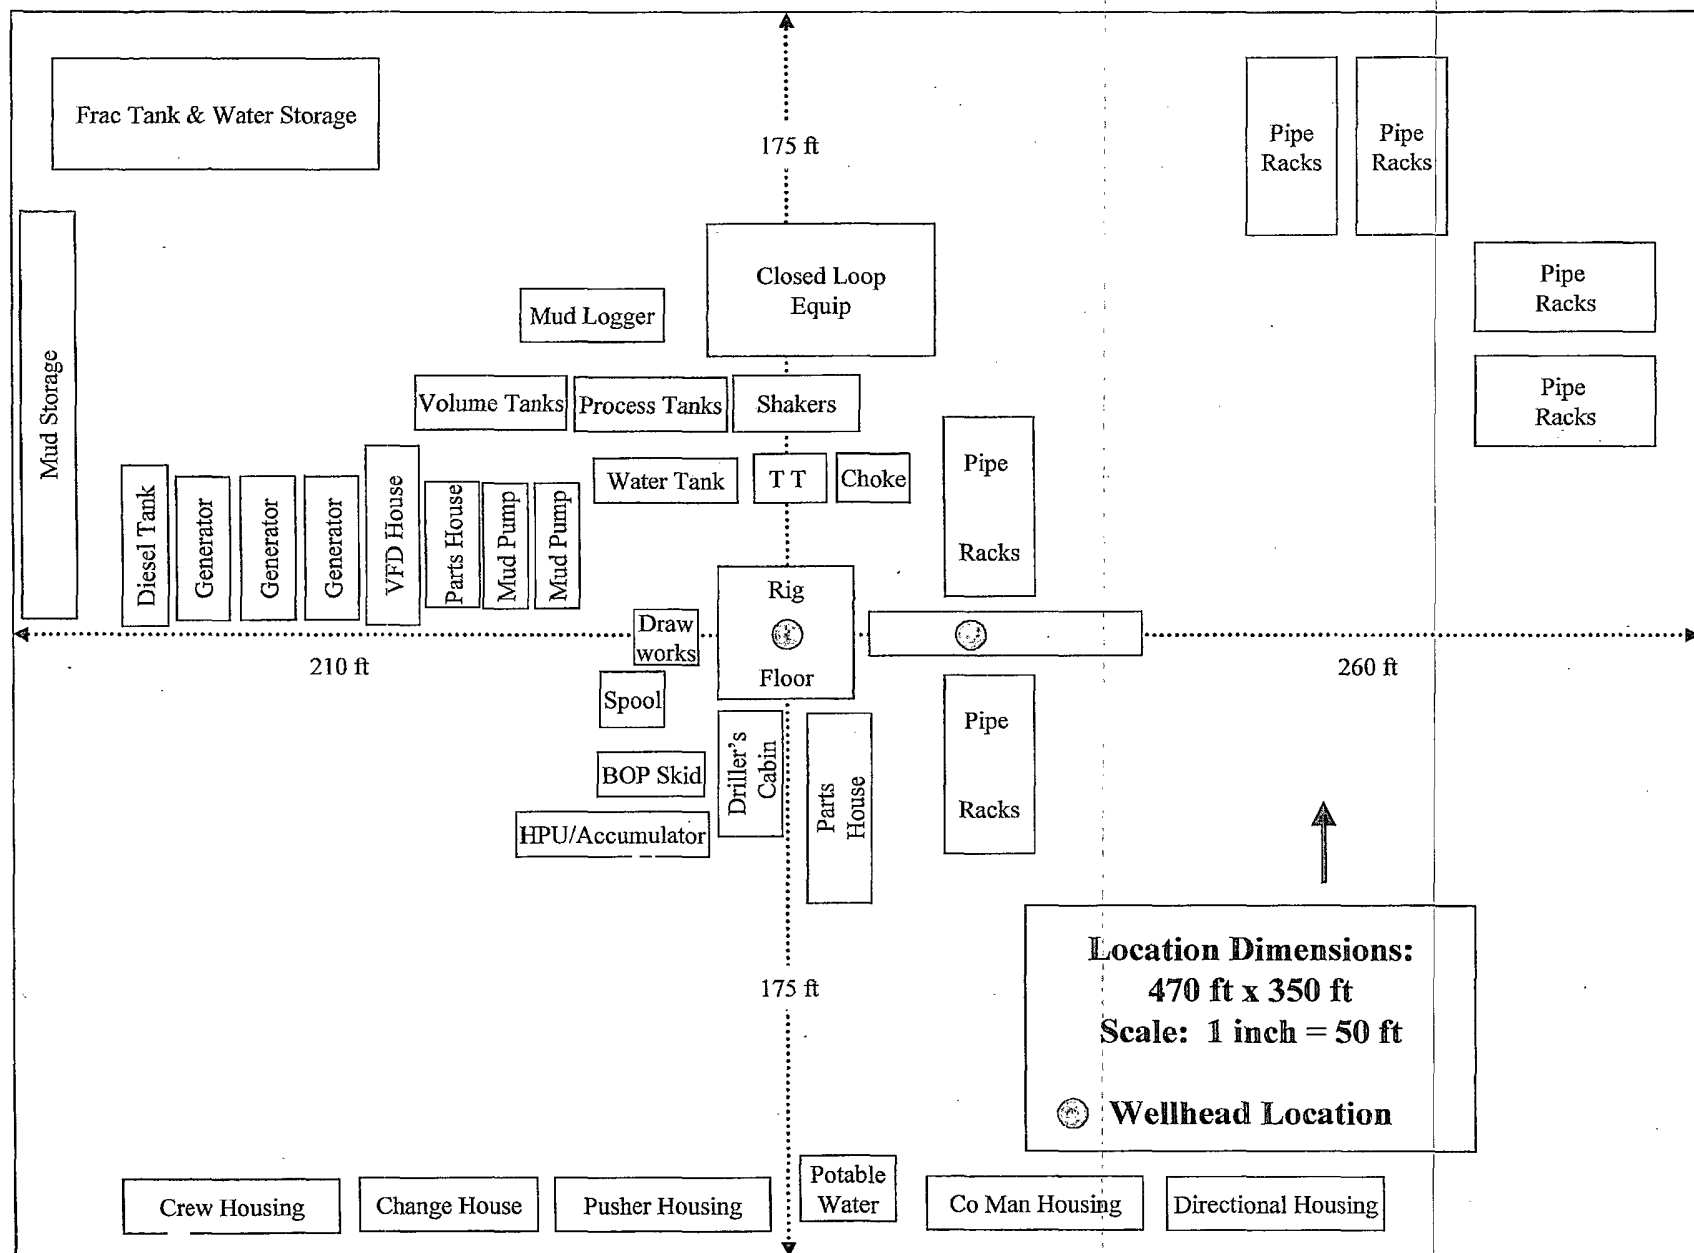 Frac Tank & Water Storage
175 ft
Pipe
Racks
Pipe
Racks
Closed Loop
Equip
Pipe
Racks
Mud Logger
Mud Storage
Pipe
Racks
Volume Tanks
Process Tanks
Shakers
Water Tank
T T
Choke
Pipe
Racks
Diesel Tank
Generator
Generator
Generator
VFD House
Parts House
Mud Pump
Mud Pump
Rig
Floor
Draw
works
210 ft
260 ft
Spool
Pipe
Racks
BOP Skid
Driller's
Cabin
Parts
House
HPU/Accumulator
Location Dimensions:
470 ft x 350 ft
Scale: 1 inch = 50 ft
Wellhead Location
175 ft
Crew Housing
Change House
Pusher Housing
Potable
Water
Co Man Housing
Directional Housing